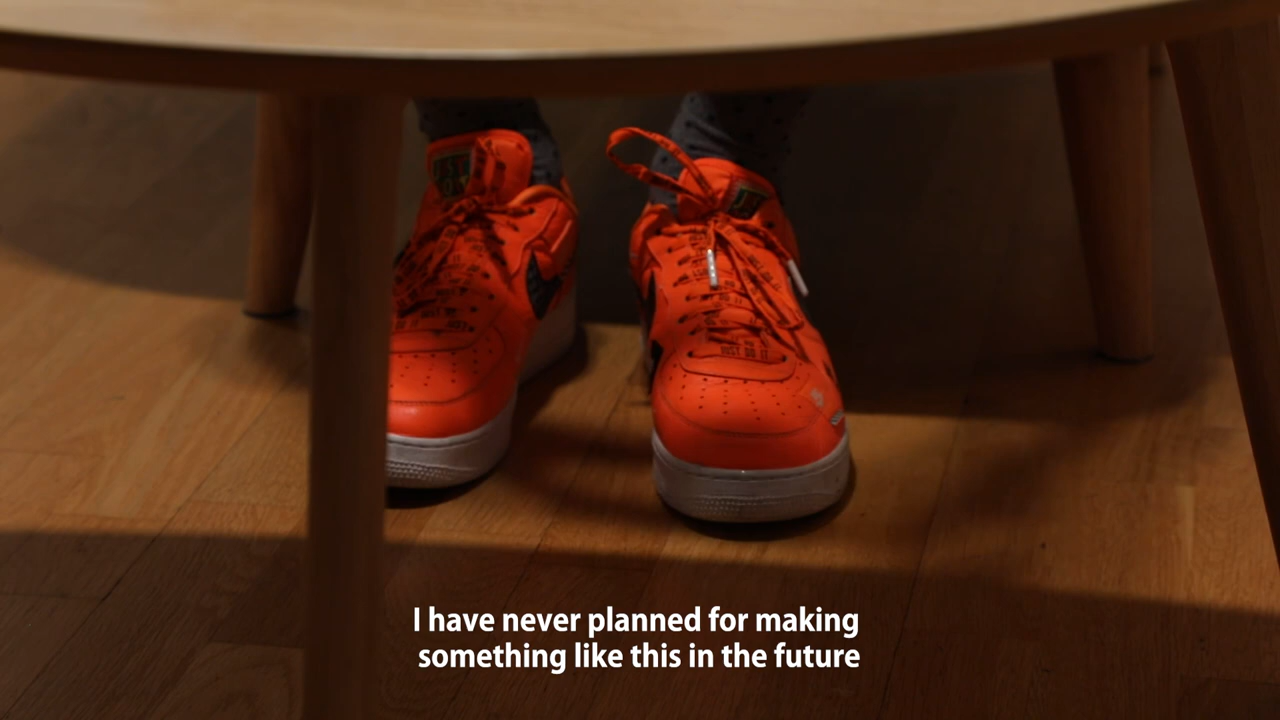 JUST DO IT
I have never planned for making
something like this in the future